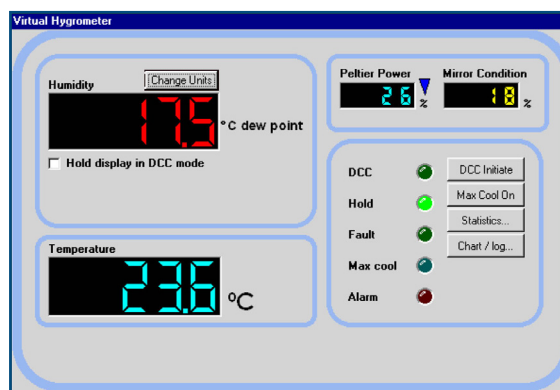 Virtual Hygrometer
Humidity
Change Units
17.5
°C dew point
Hold display in DCC mode
Temperature
23.6
°C
Peltier Power
26
%
Mirror Condition
18
%
DCC
DCC Initiate
Hold
Max Cool On
Fault
Statistics...
Max cool
Chart / log...
Alarm